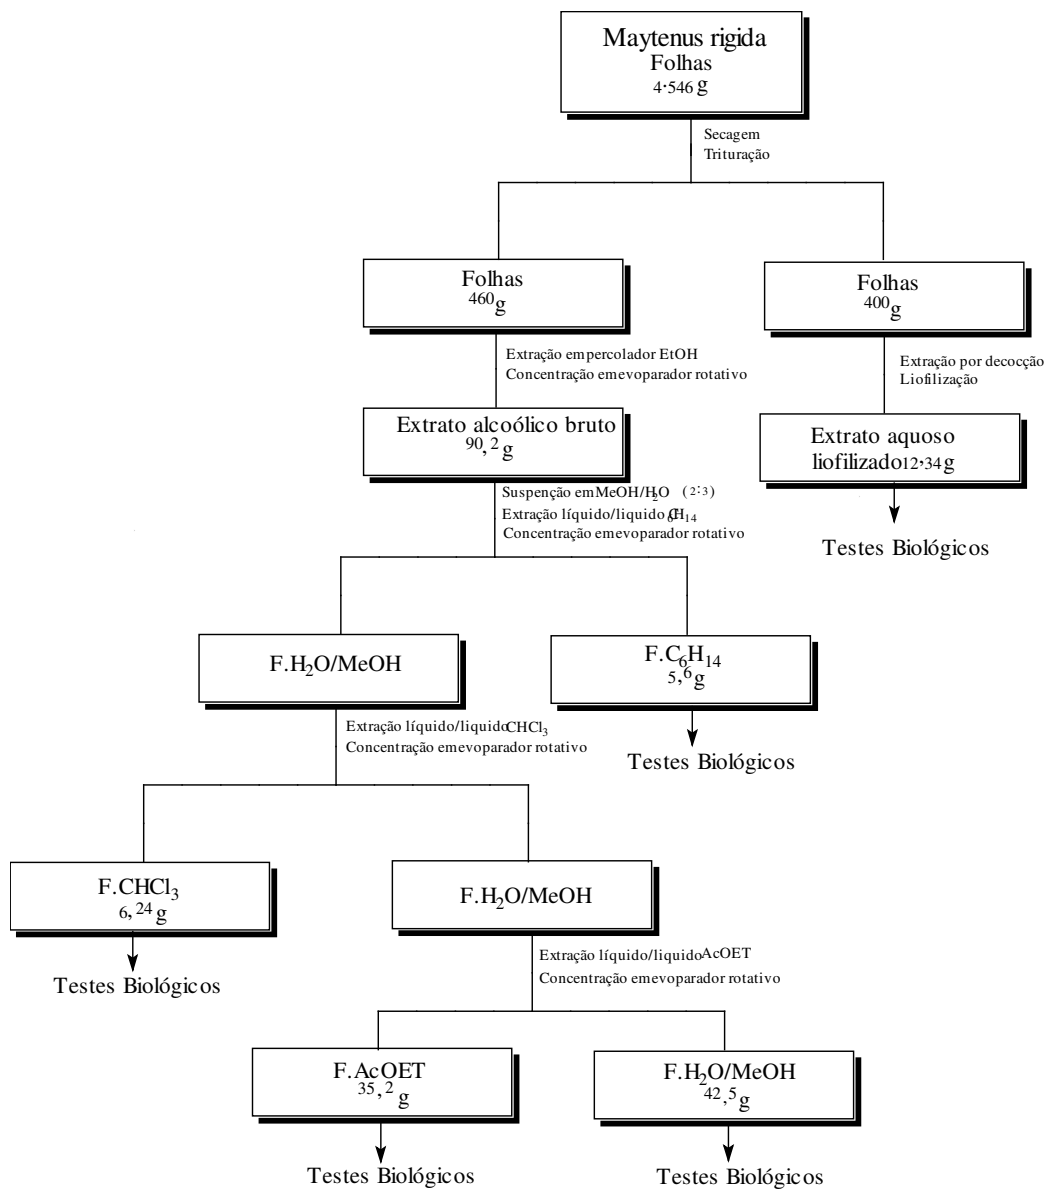 Maytenus rigida
Folhas
4.546 g
Secagem
Trituração
Folhas
460 g
Folhas
400 g
Extração em percolador EtOH
Concentração em evoparador rotativo
Extração por decocção
Liofilização
Extrato alcoólico bruto
90,2 g
Extrato aquoso
liofilizado 12,34 g
Suspenção em MeOH/H2O (2:3)
Extração líquido/liquido C6H14
Concentração em evoparador rotativo
Testes Biológicos
F.H2O/MeOH
F.C6H14
5,6 g
Extração líquido/liquido CHCl3
Concentração em evoparador rotativo
Testes Biológicos
F.CHCl3
6,24 g
F.H2O/MeOH
Testes Biológicos
Extração líquido/liquido AcOET
Concentração em evoparador rotativo
F.AcOET
35,2 g
F.H2O/MeOH
42,5 g
Testes Biológicos
Testes Biológicos